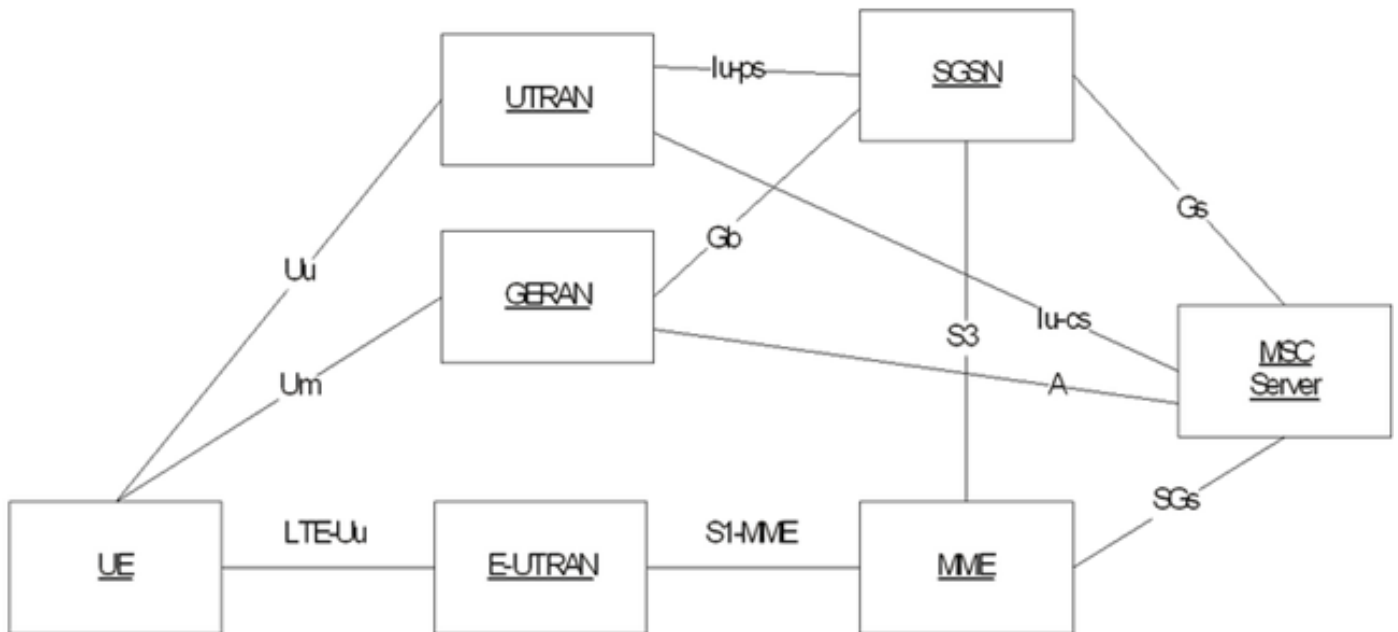 Iu-ps
SGSN
UTRAN
Gs
Gb
Uu
GERAN
Iu-cs
S3
MSC
Server
Um
A
SGs
LTE-Uu
S1-MME
UE
E-UTRAN
MME